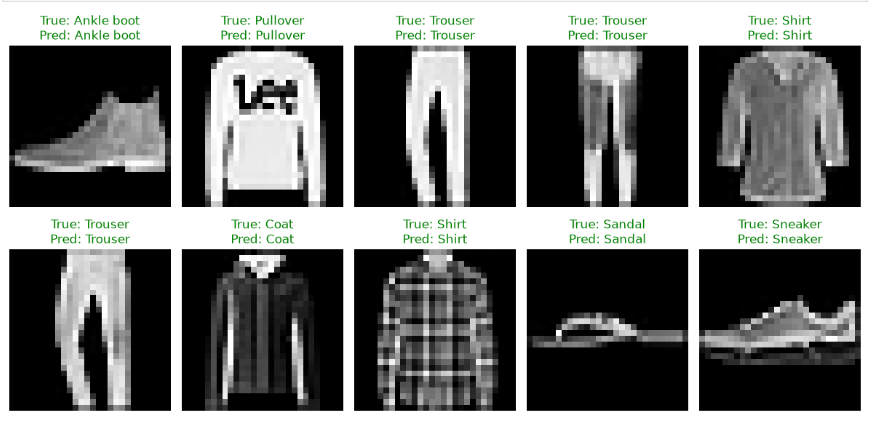 True: Ankle boot
Pred: Ankle boot
True: Pullover
Pred: Pullover
True: Trouser
Pred: Trouser
True: Trouser
Pred: Trouser
True: Shirt
Pred: Shirt
Lee
True: Trouser
Pred: Trouser
True: Coat
Pred: Coat
True: Shirt
Pred: Shirt
True: Sandal
Pred: Sandal
True: Sneaker
Pred: Sneaker